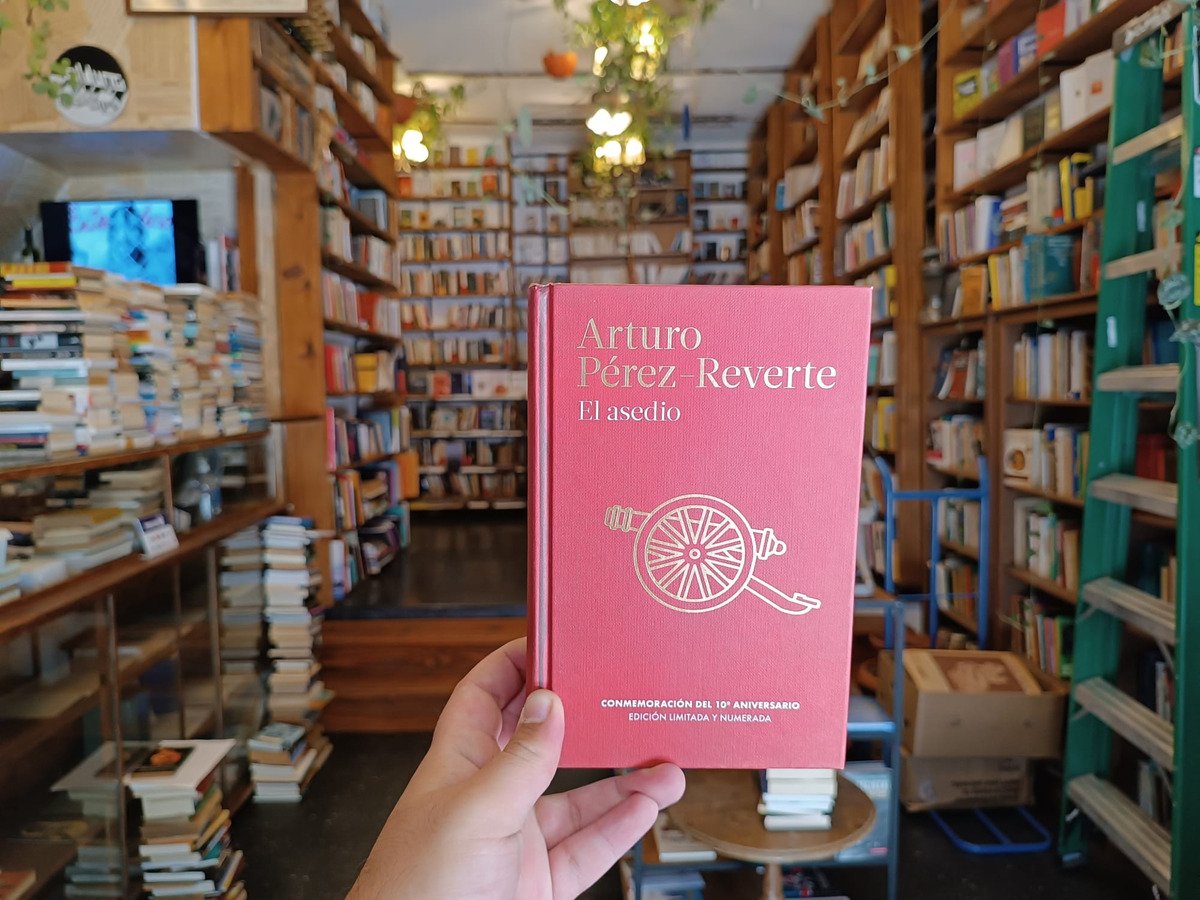 Arturo
Pérez-Reverte
El asedio
CONMEMORACIÓN DEL 10º ANIVERSARIO
EDICIÓN LIMITADA Y NUMERADA